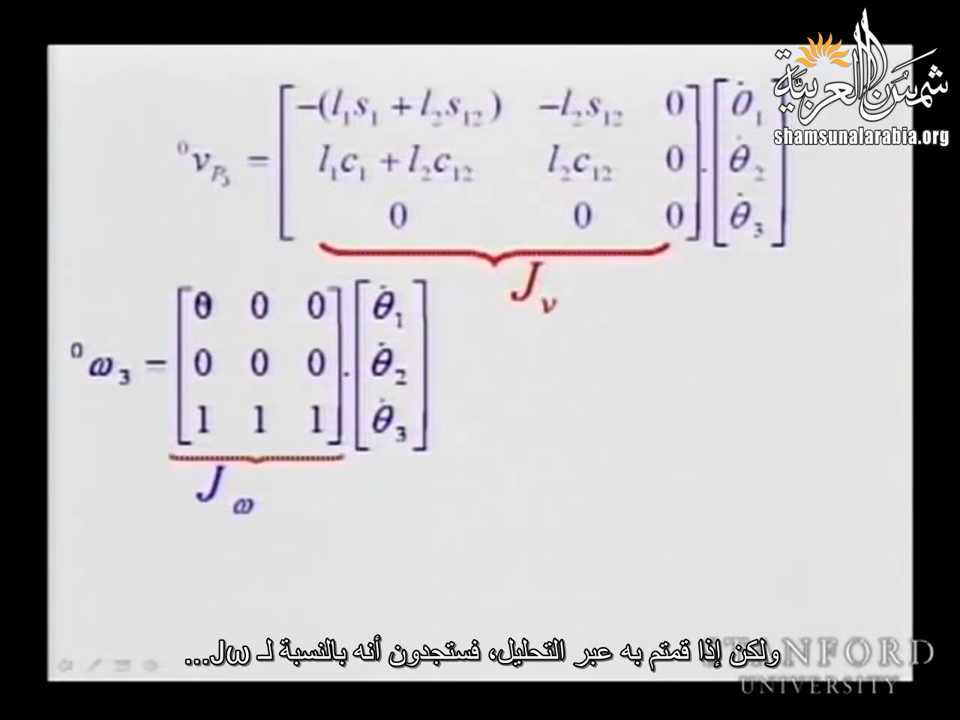 شمس العربية
shamsunalarabia.org
⁰v_P₃ = [ −(l₁s₁ + l₂s₁₂) −l₂s₁₂ 0 ] . [ θ̇₁ ]
[ l₁c₁ + l₂c₁₂ l₂c₁₂ 0 ] [ θ̇₂ ]
[ 0 0 0 ] [ θ̇₃ ]
J_v
⁰ω₃ = [ 0 0 0 ] . [ θ̇₁ ]
[ 0 0 0 ] [ θ̇₂ ]
[ 1 1 1 ] [ θ̇₃ ]
J_ω
ولكن إذا قمتم به عبر التحليل، فستجدون أنه بالنسبة لـ Jω...
STANFORD
UNIVERSITY